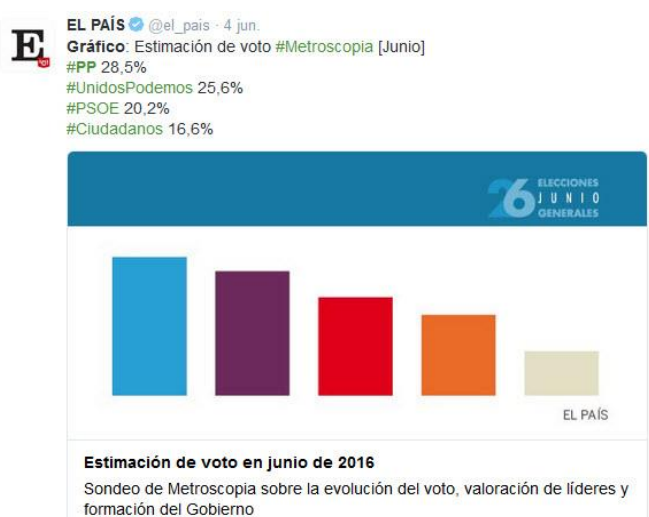 EL PAÍS @el_pais · 4 jun.
Gráfico: Estimación de voto #Metroscopia [Junio]
#PP 28,5%
#UnidosPodemos 25,6%
#PSOE 20,2%
#Ciudadanos 16,6%
E
26
ELECCIONES
JUNIO
GENERALES
EL PAÍS
Estimación de voto en junio de 2016
Sondeo de Metroscopia sobre la evolución del voto, valoración de líderes y
formación del Gobierno